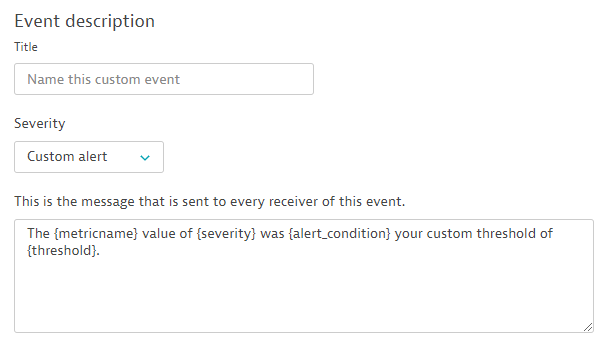 Event description
Title
Name this custom event
Severity
Custom alert
This is the message that is sent to every receiver of this event.
The {metricname} value of {severity} was {alert_condition} your custom threshold of
{threshold}.